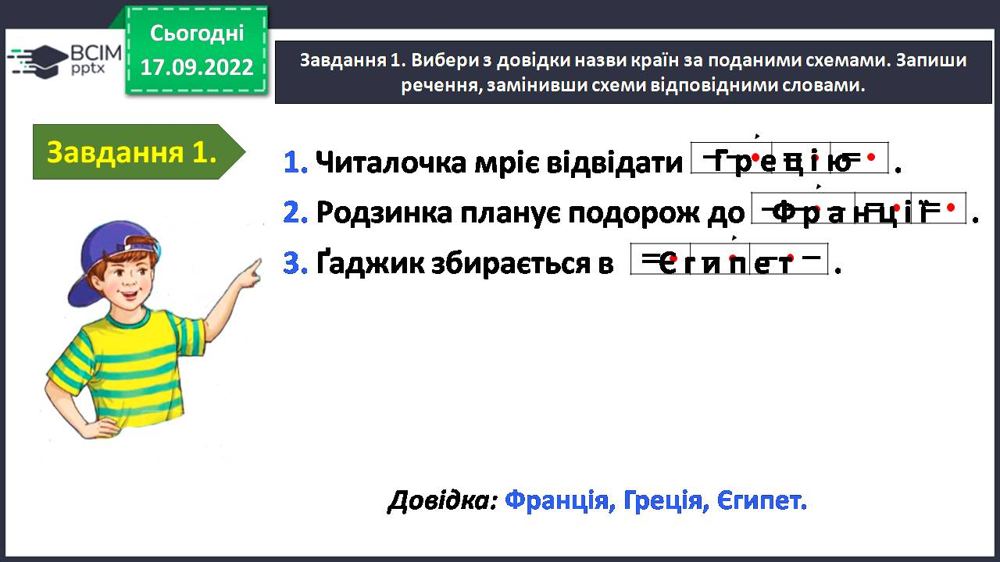 Сьогодні
17.09.2022
ВСІМ
pptx
Завдання 1. Вибери з довідки назви країн за поданими схемами. Запиши
речення, замінивши схеми відповідними словами.
Завдання 1.
1. Читалочка мріє відвідати Грецію.
2. Родзинка планує подорож до Франції.
3. Ґаджик збирається в Єгипет.
Довідка: Франція, Греція, Єгипет.